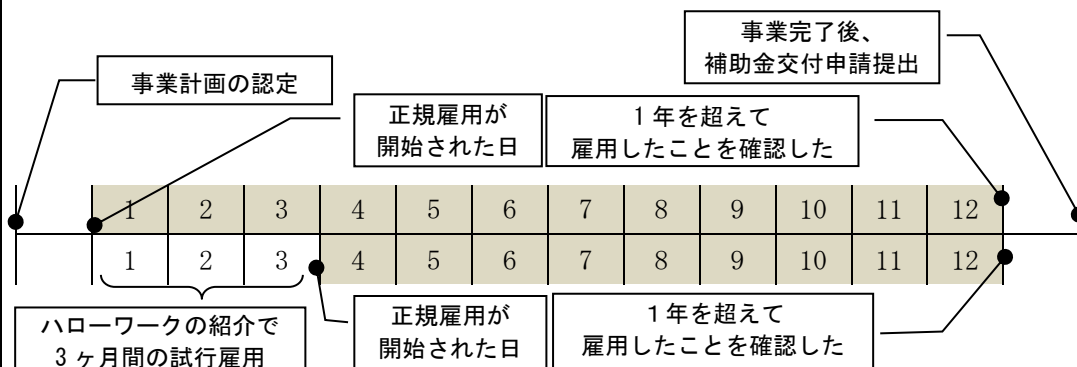 事業完了後、
補助金交付申請提出
事業計画の認定
正規雇用が
開始された日
1年を超えて
雇用したことを確認した
1 2 3 4 5 6 7 8 9 10 11 12
1 2 3 4 5 6 7 8 9 10 11 12
ハローワークの紹介で
3ヶ月間の試行雇用
正規雇用が
開始された日
1年を超えて
雇用したことを確認した